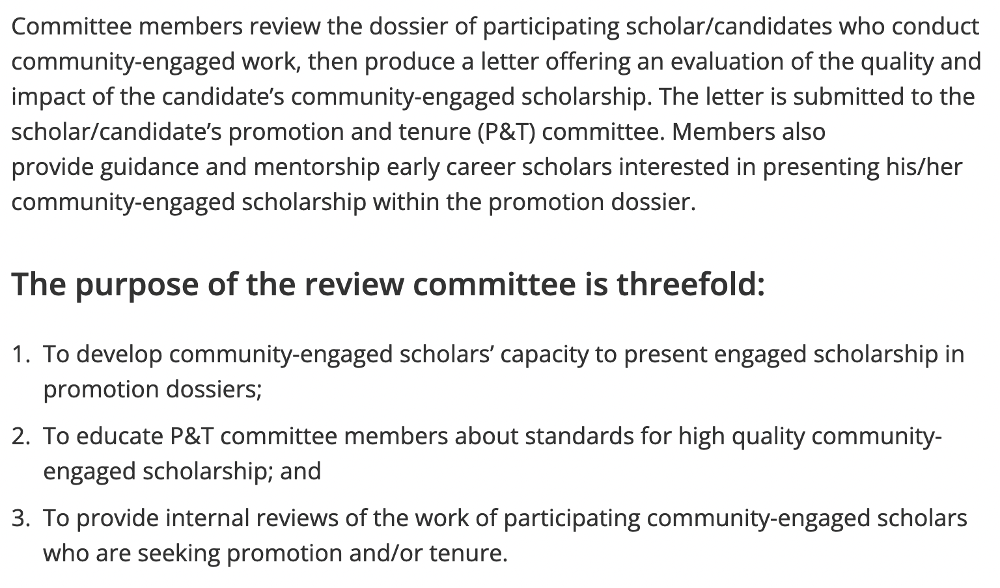 Committee members review the dossier of participating scholar/candidates who conduct
community-engaged work, then produce a letter offering an evaluation of the quality and
impact of the candidate’s community-engaged scholarship. The letter is submitted to the
scholar/candidate’s promotion and tenure (P&T) committee. Members also
provide guidance and mentorship early career scholars interested in presenting his/her
community-engaged scholarship within the promotion dossier.
The purpose of the review committee is threefold:
1. To develop community-engaged scholars’ capacity to present engaged scholarship in
promotion dossiers;
2. To educate P&T committee members about standards for high quality community-
engaged scholarship; and
3. To provide internal reviews of the work of participating community-engaged scholars
who are seeking promotion and/or tenure.